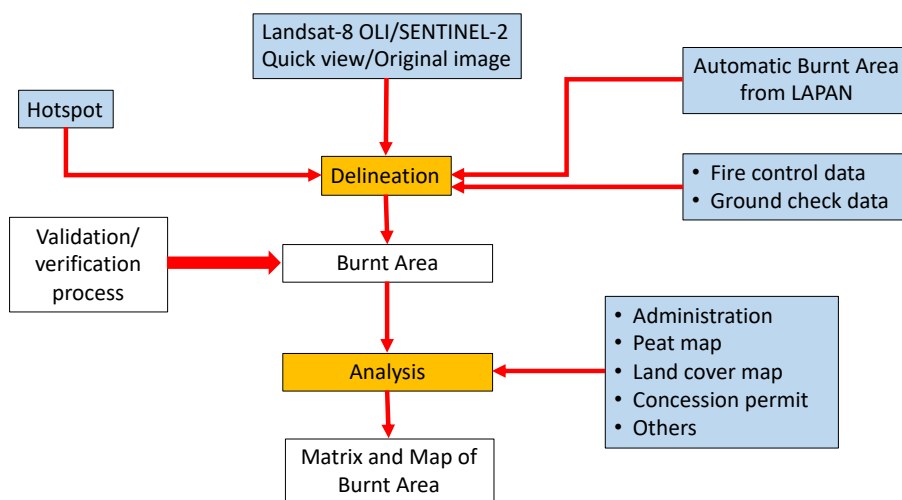 Landsat-8 OLI/SENTINEL-2
Quick view/Original image
Automatic Burnt Area
from LAPAN
Hotspot
Delineation
• Fire control data
• Ground check data
Validation/
verification
process
Burnt Area
• Administration
• Peat map
• Land cover map
• Concession permit
• Others
Analysis
Matrix and Map of
Burnt Area